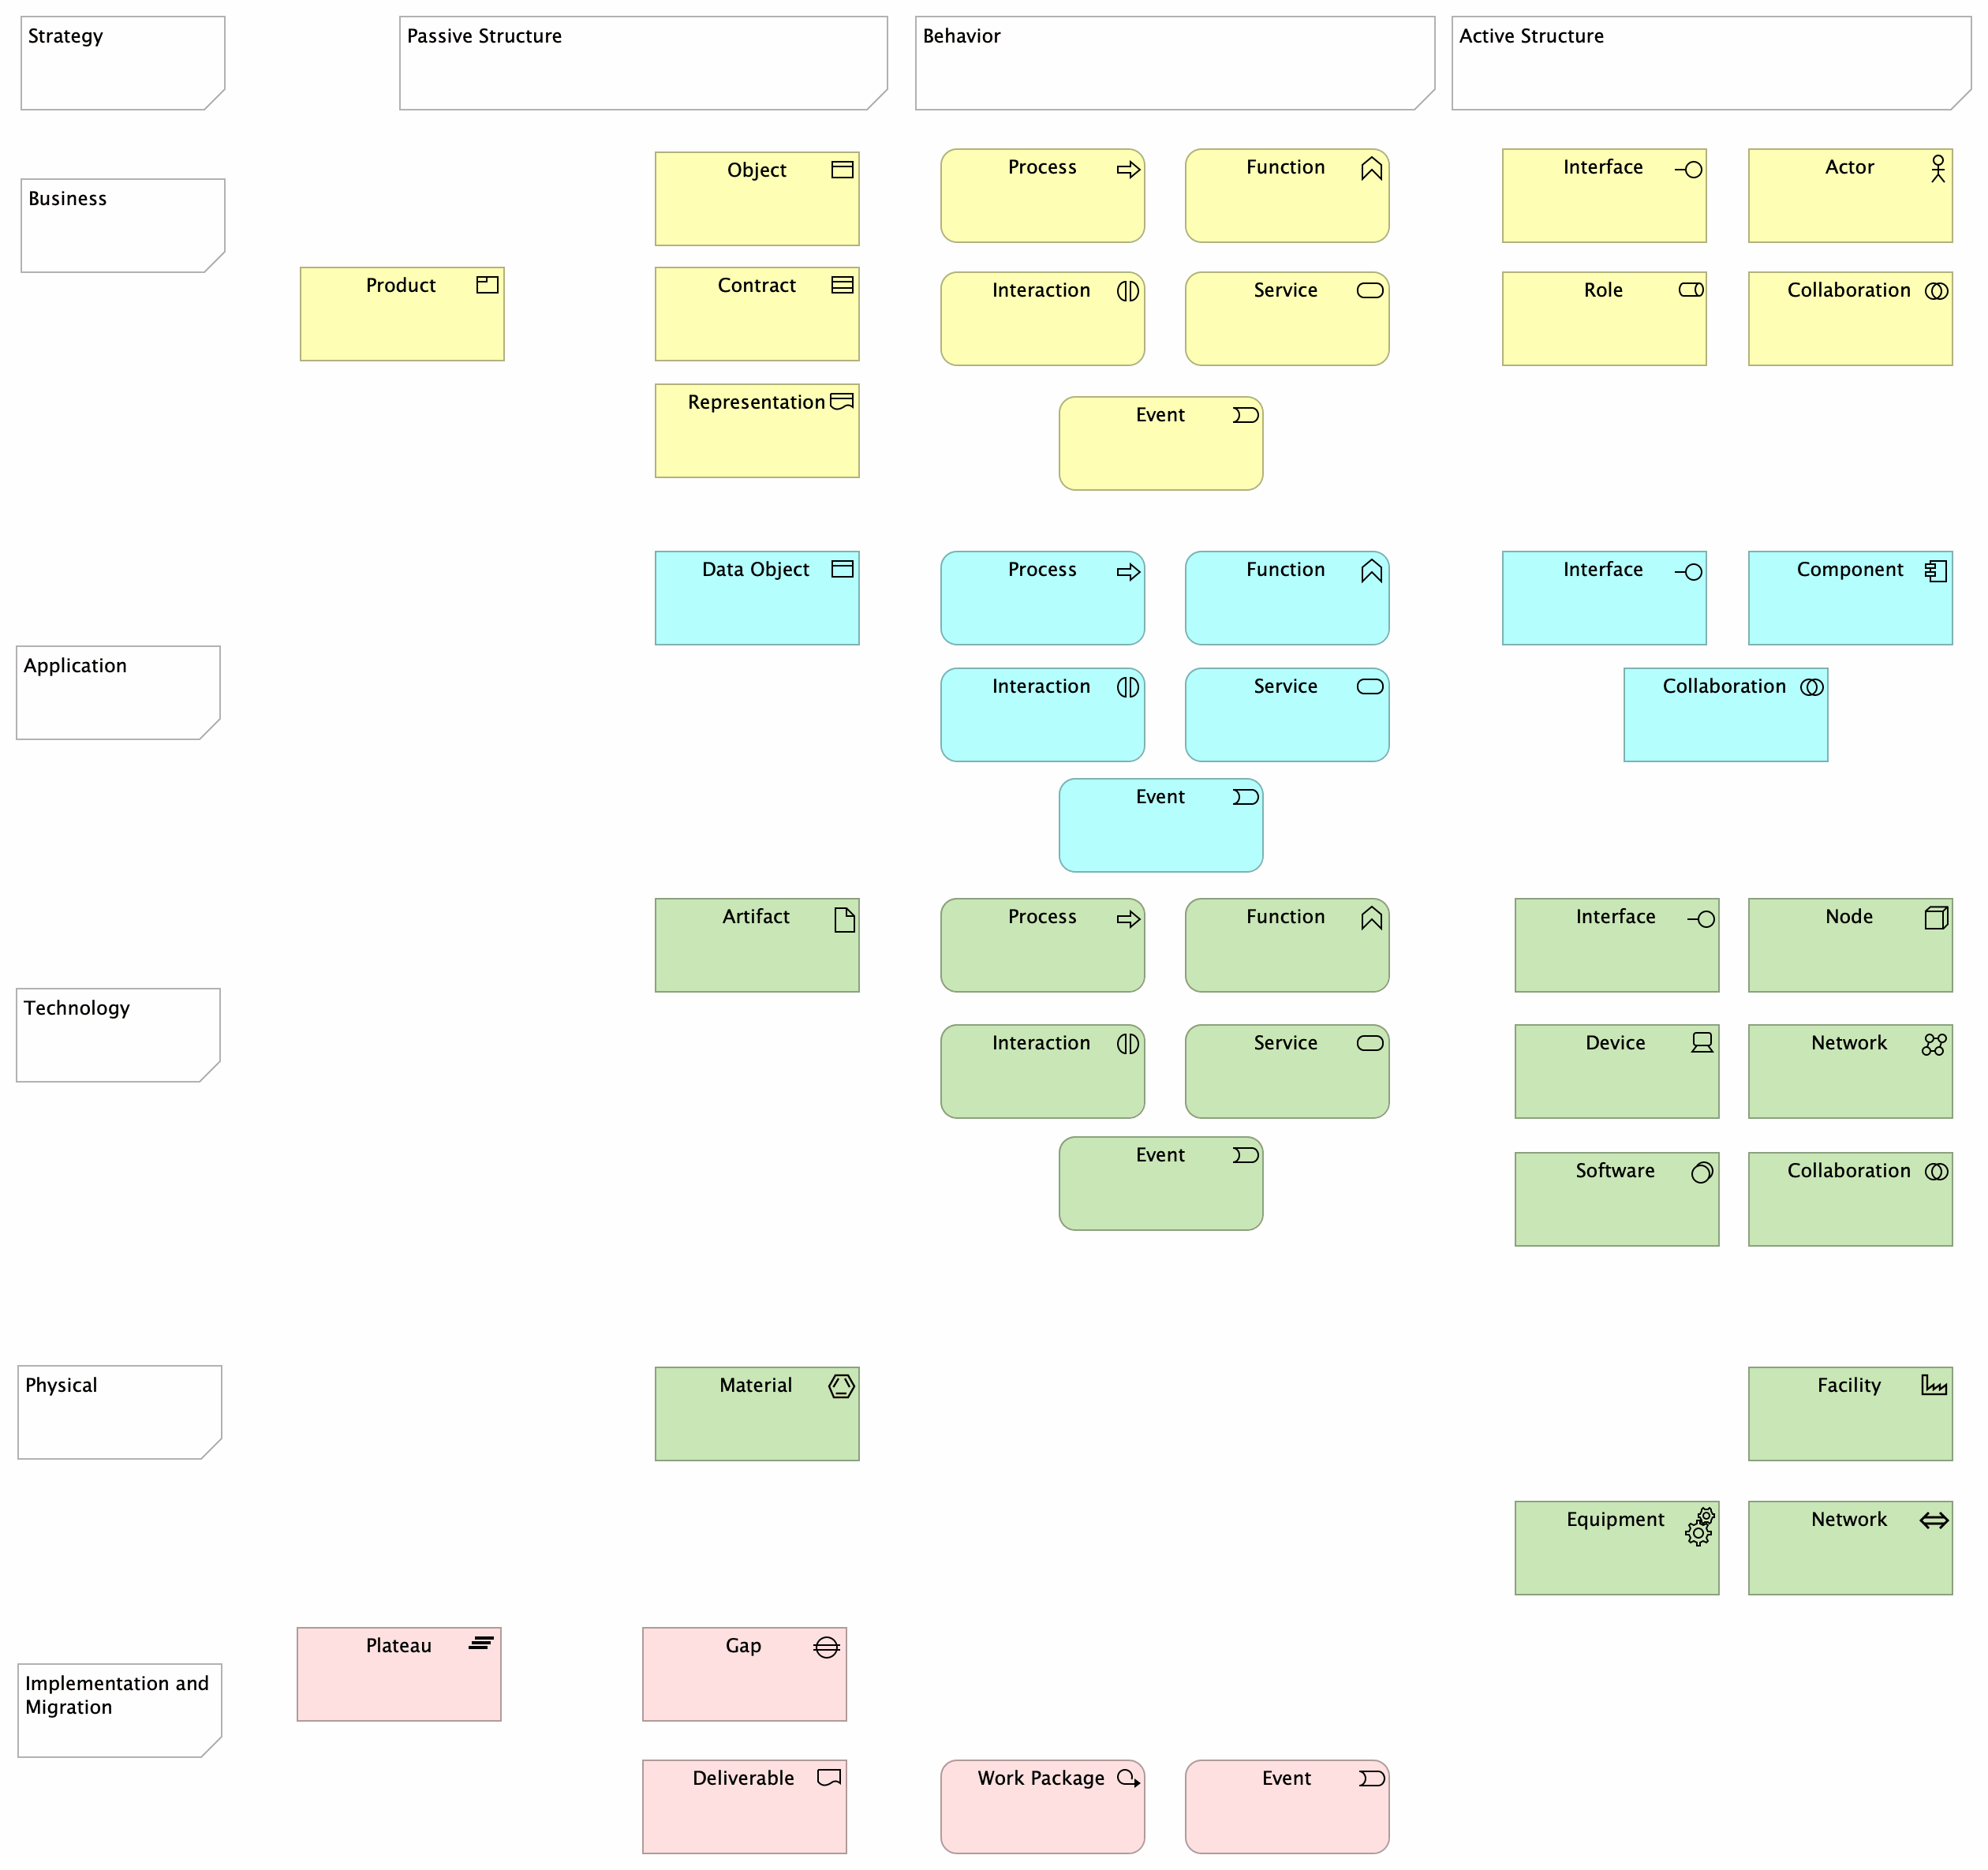 Strategy
Passive Structure
Behavior
Active Structure
Business
Object
Process
Function
Interface
Actor
Product
Contract
Interaction
Service
Role
Collaboration
Representation
Event
Application
Data Object
Process
Function
Interface
Component
Interaction
Service
Collaboration
Event
Technology
Artifact
Process
Function
Interface
Node
Interaction
Service
Device
Network
Event
Software
Collaboration
Physical
Material
Facility
Equipment
Network
Implementation and
Migration
Plateau
Gap
Deliverable
Work Package
Event